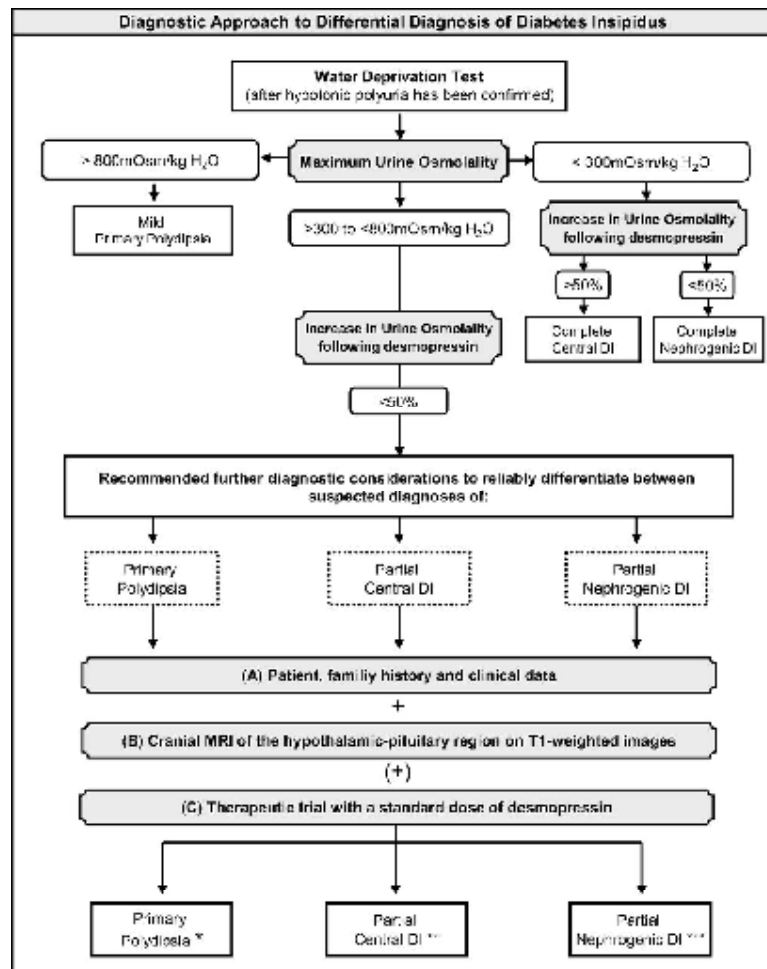 Diagnostic Approach to Differential Diagnosis of Diabetes Insipidus
Water Deprivation Test
(after hypotonic polyuria has been confirmed)
> 800mOsm/kg H₂O
Maximum Urine Osmolality
< 300mOsm/kg H₂O
Mild
Primary Polydipsia
>300 to <800mOsm/kg H₂O
Increase in Urine Osmolality
following desmopressin
>50%
<50%
Increase in Urine Osmolality
following desmopressin
Complete
Central DI
Complete
Nephrogenic DI
<50%
Recommended further diagnostic considerations to reliably differentiate between
suspected diagnoses of:
Primary
Polydipsia
Partial
Central DI
Partial
Nephrogenic DI
(A) Patient, familiy history and clinical data
+
(B) Cranial MRI of the hypothalamic-pituitary region on T1-weighted images
(+)
(C) Therapeutic trial with a standard dose of desmopressin
Primary
Polydipsia *
Partial
Central DI **
Partial
Nephrogenic DI ***